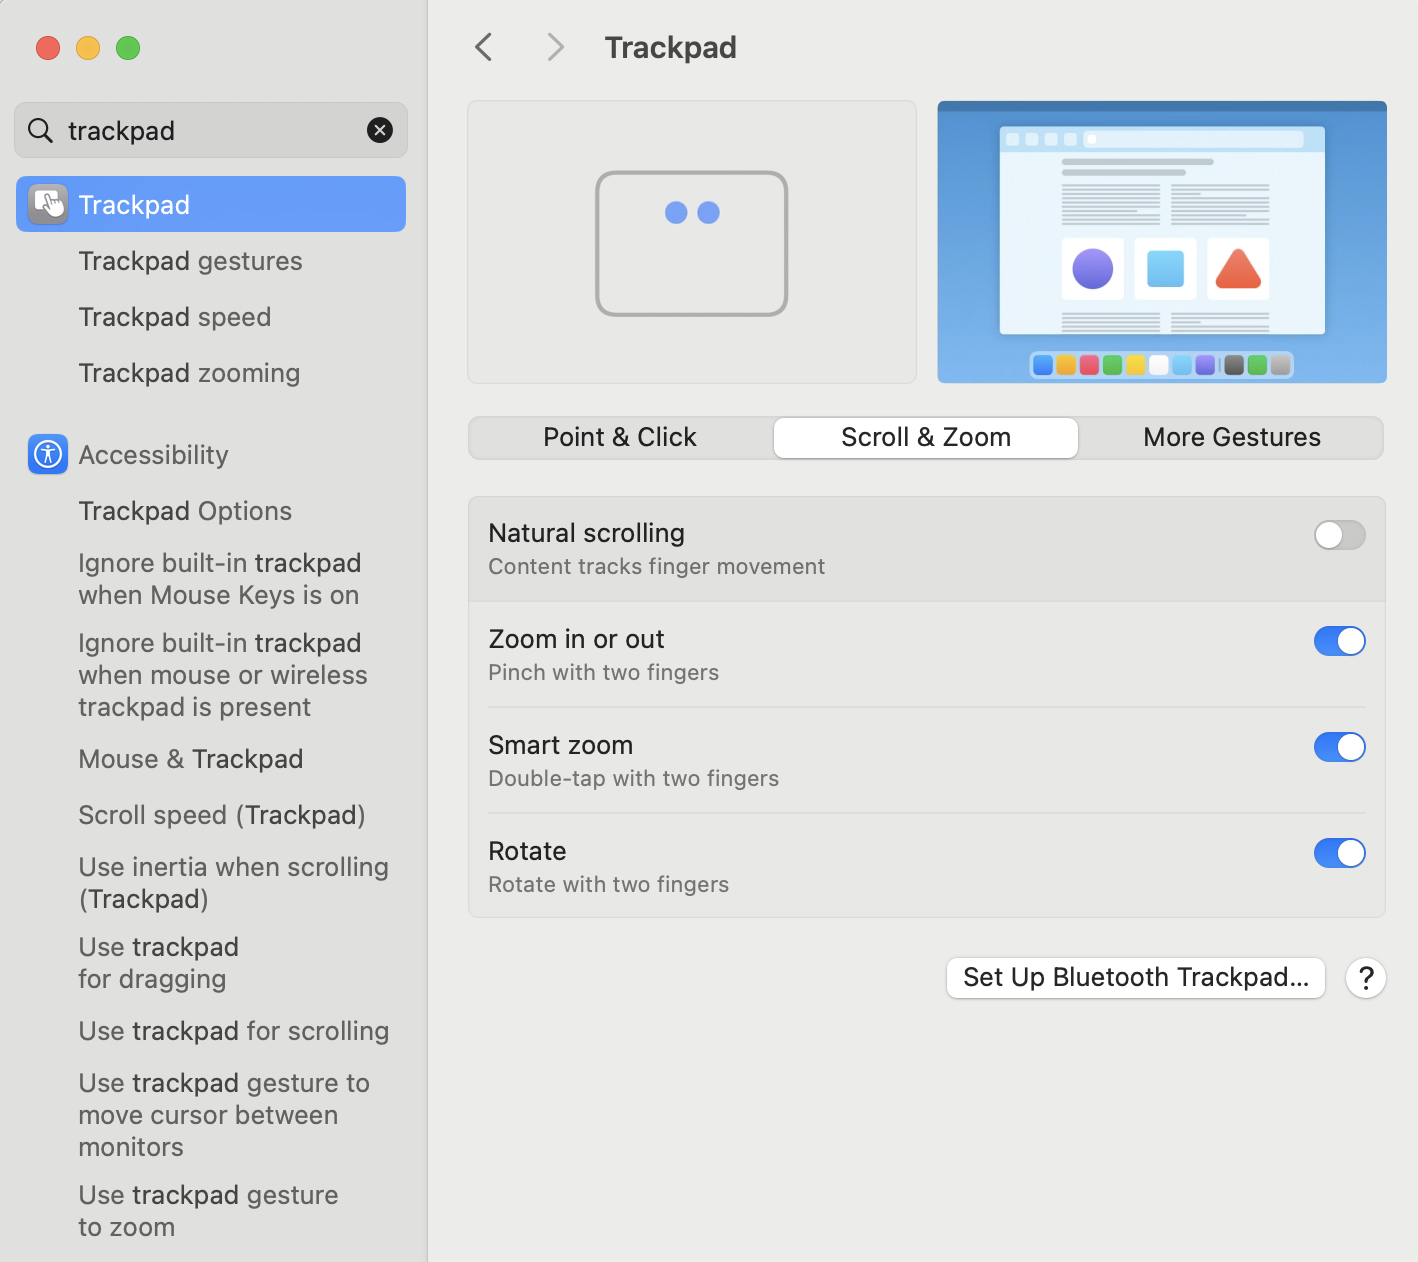 trackpad
Trackpad
Trackpad gestures
Trackpad speed
Trackpad zooming
Accessibility
Trackpad Options
Ignore built-in trackpad
when Mouse Keys is on
Ignore built-in trackpad
when mouse or wireless
trackpad is present
Mouse & Trackpad
Scroll speed (Trackpad)
Use inertia when scrolling
(Trackpad)
Use trackpad
for dragging
Use trackpad for scrolling
Use trackpad gesture to
move cursor between
monitors
Use trackpad gesture
to zoom
Trackpad
Point & Click
Scroll & Zoom
More Gestures
Natural scrolling
Content tracks finger movement
Zoom in or out
Pinch with two fingers
Smart zoom
Double-tap with two fingers
Rotate
Rotate with two fingers
Set Up Bluetooth Trackpad...
?